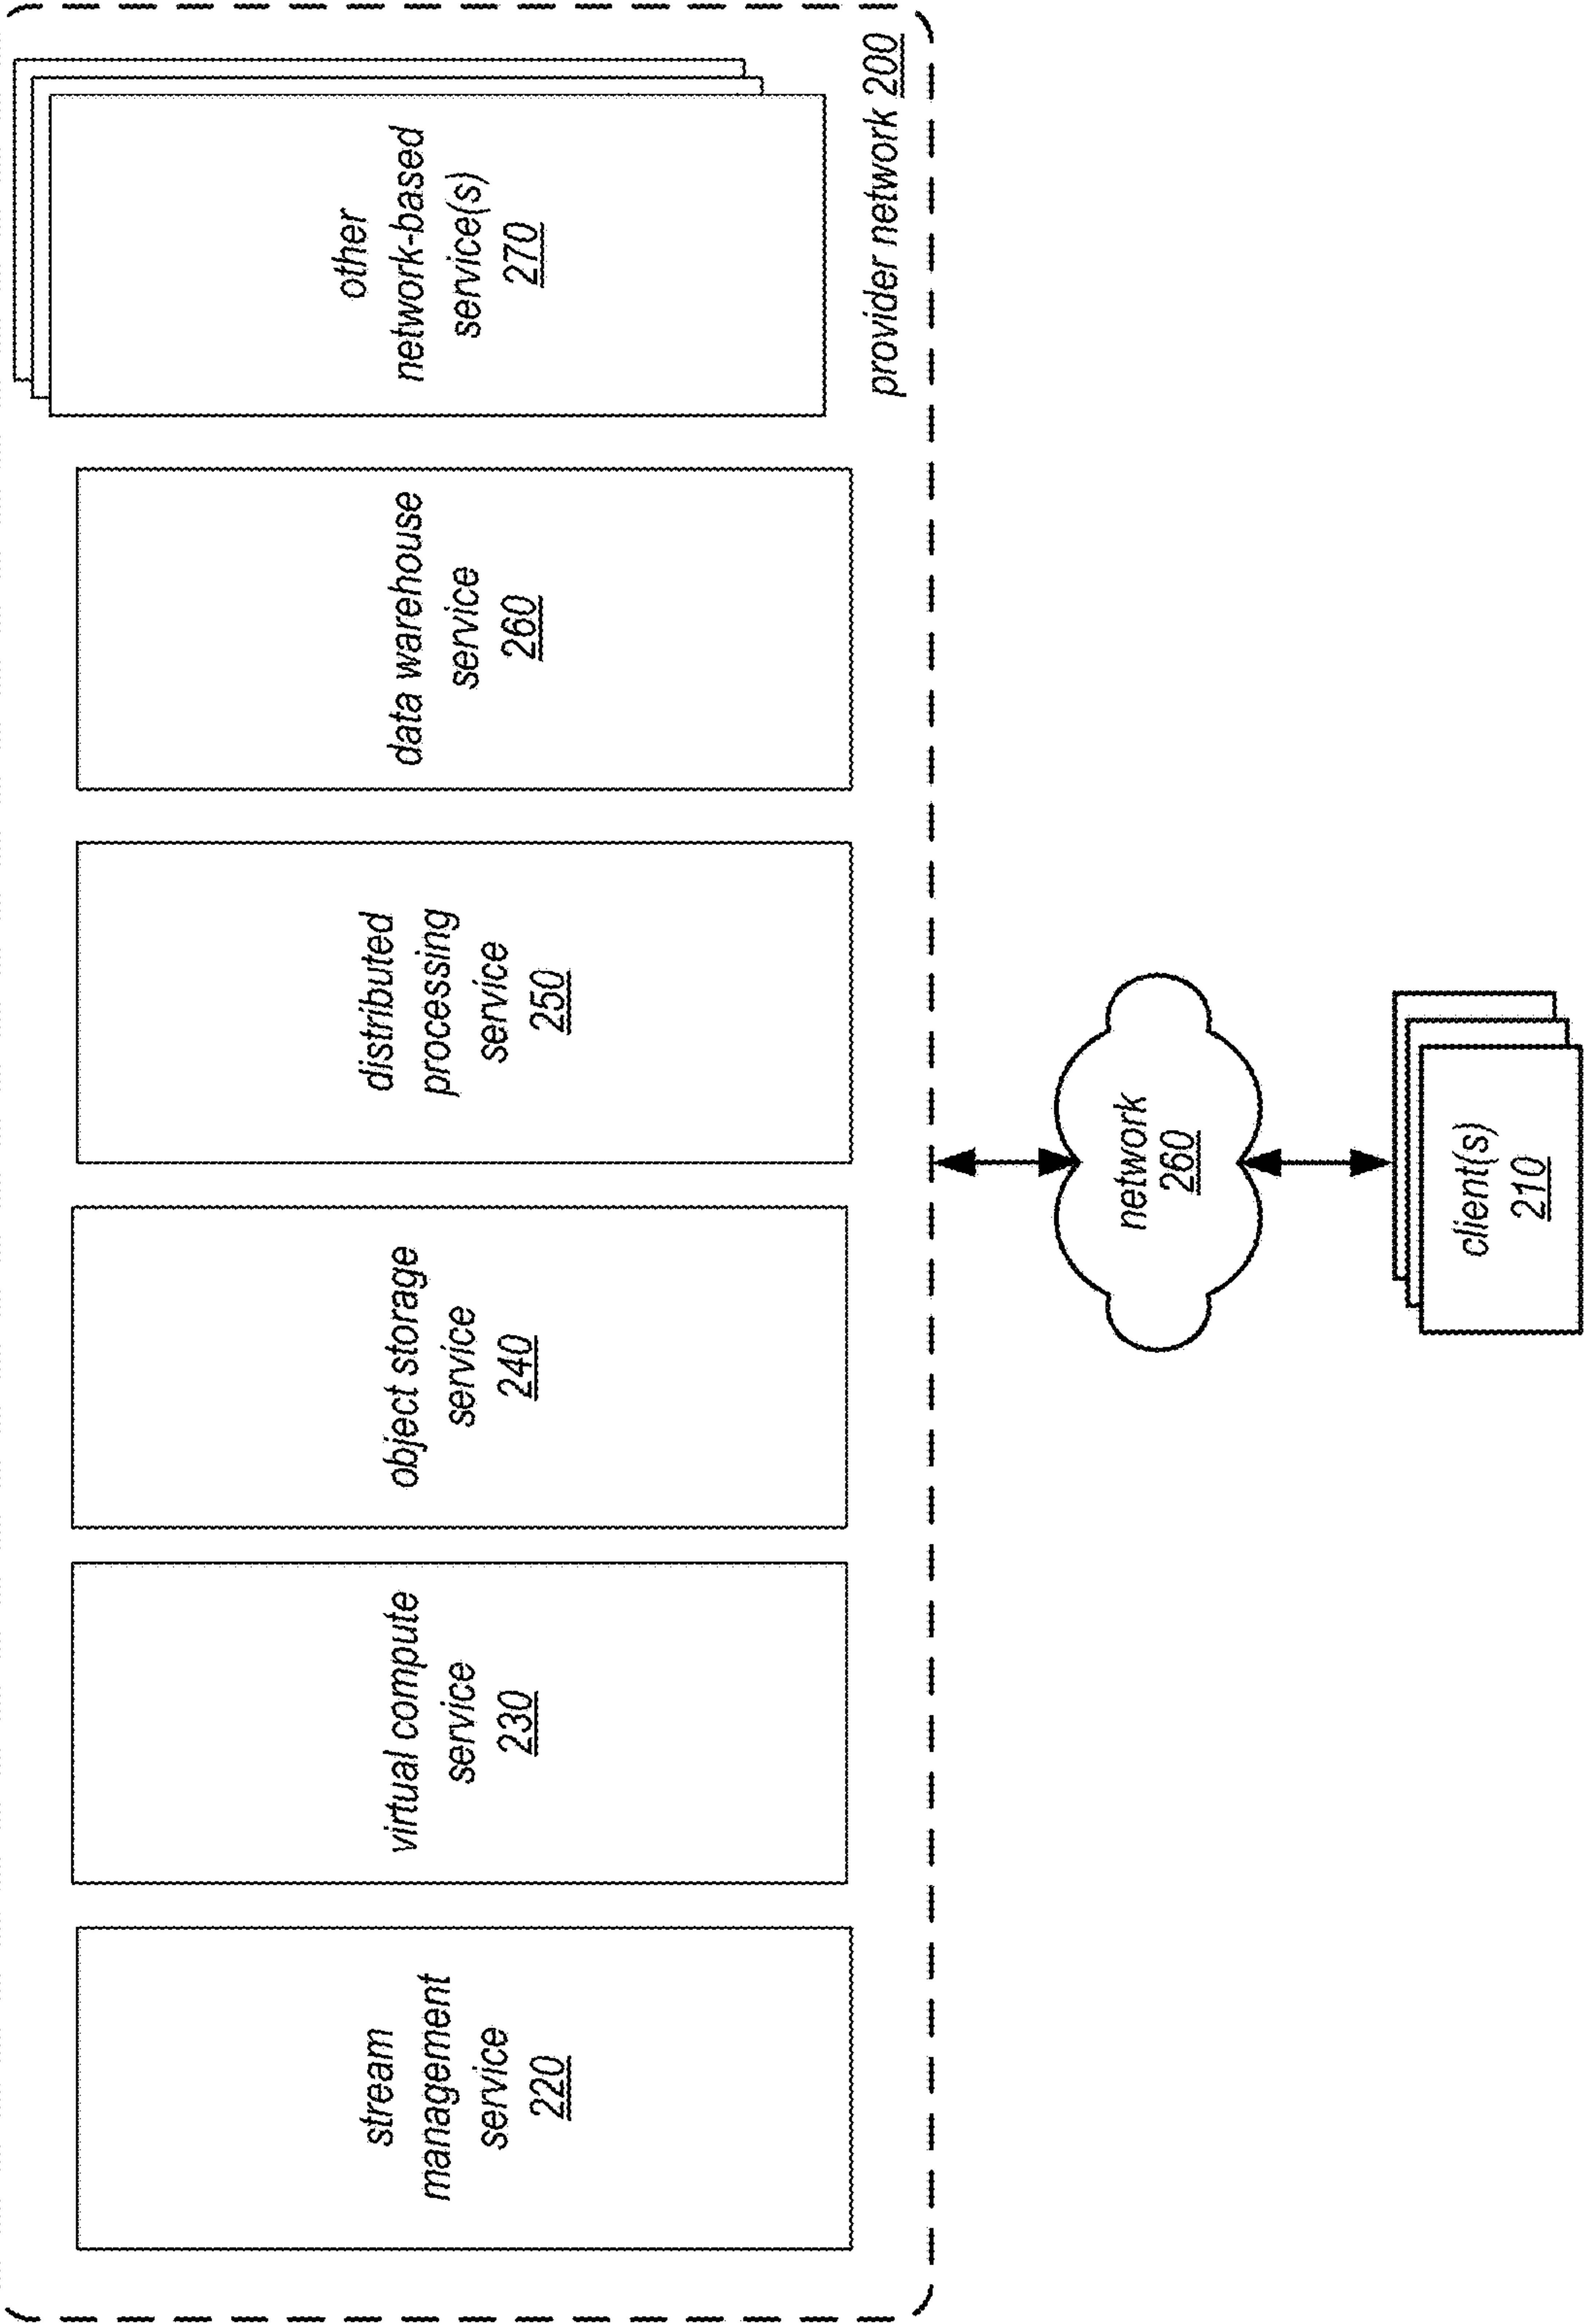 stream
management
service
220
virtual compute
service
230
object storage
service
240
distributed
processing
service
250
data warehouse
service
260
other
network-based
service(s)
270
provider network 200
network
260
client(s)
210